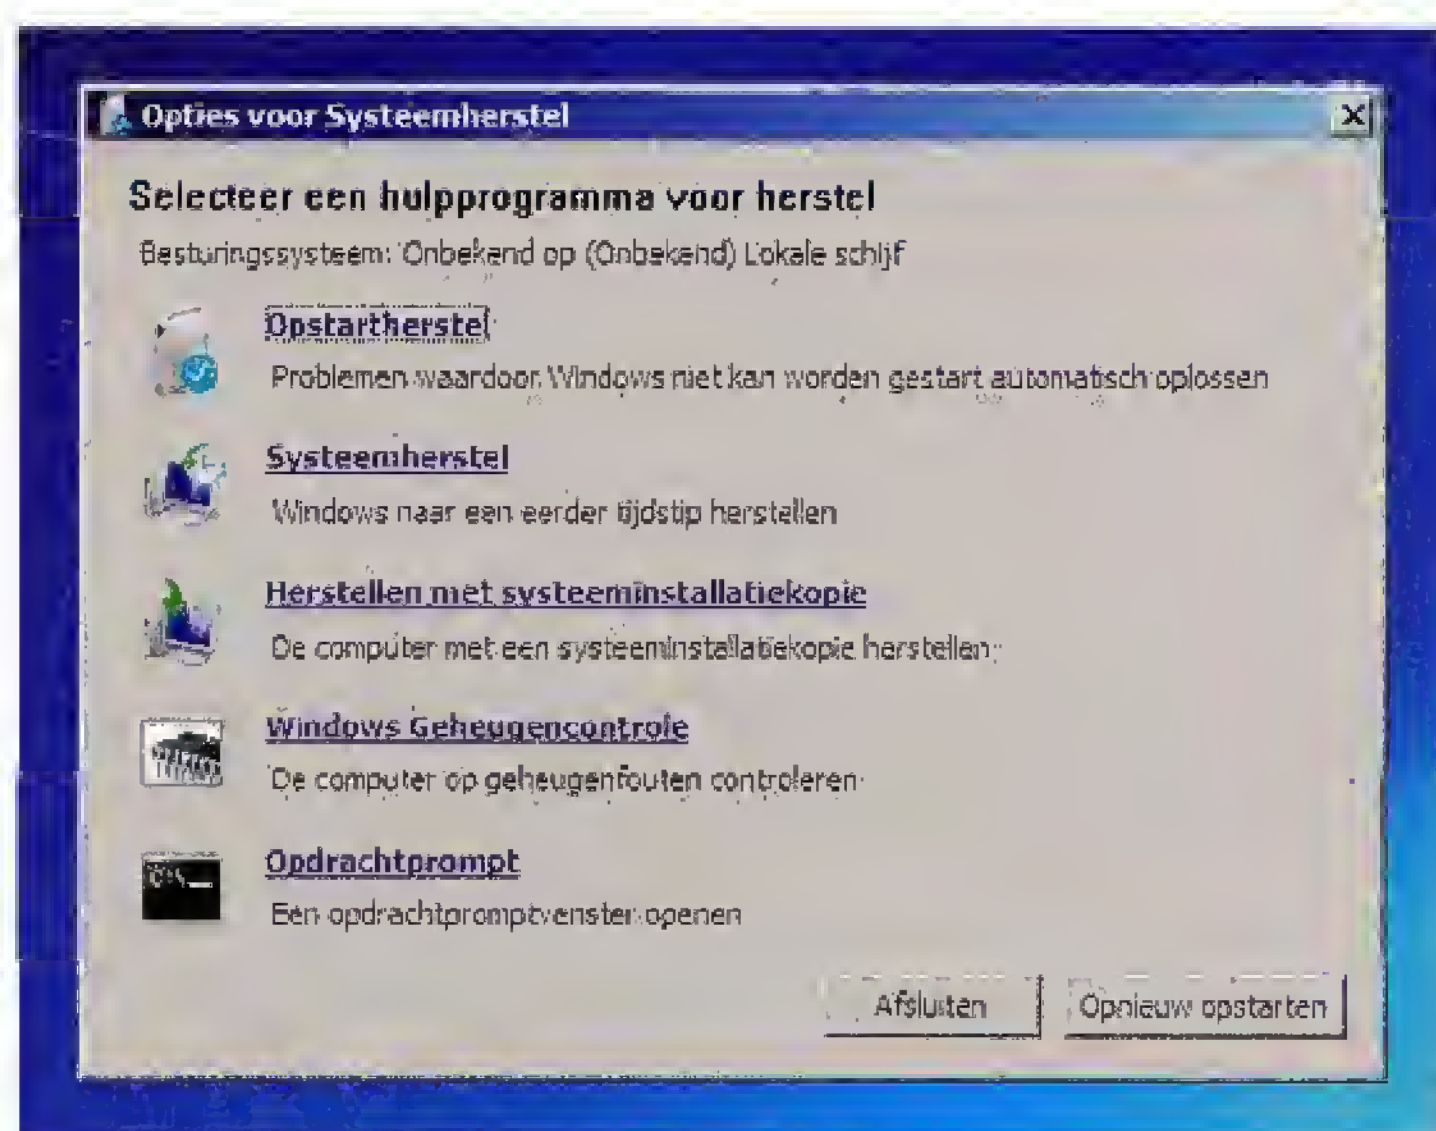 Opties voor Systeemherstel
Selecteer een hulpprogramma voor herstel
Besturingssysteem: Onbekend op (Onbekend) Lokale schijf
Opstartherstel
Problemen waardoor Windows niet kan worden gestart automatisch oplossen
Systeemherstel
Windows naar een eerder tijdstip herstellen
Herstellen met systeeminstallatiekopie
De computer met een systeeminstallatiekopie herstellen
Windows Geheugencontrole
De computer op geheugenfouten controleren
Opdrachtprompt
Een opdrachtpromptvenster openen
Afsluiten
Opnieuw opstarten